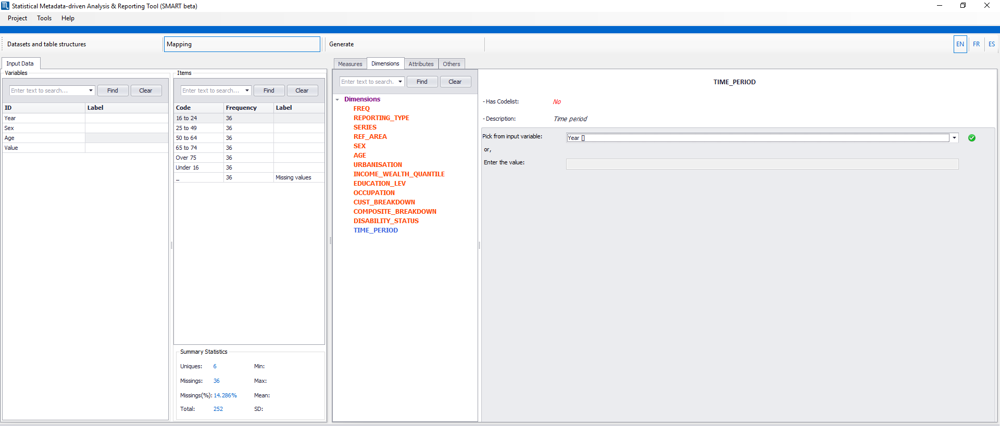 Statistical Metadata-driven Analysis & Reporting Tool (SMART beta)
Project Tools Help
Datasets and table structures Mapping Generate EN FR ES
Input Data
Variables
Enter text to search... Find Clear
ID Label
Year
Sex
Age
Value
Items
Enter text to search... Find Clear
Code Frequency Label
16 to 24 36
25 to 49 36
50 to 64 36
65 to 74 36
Over 75 36
Under 16 36
_ 36 Missing values
Summary Statistics
Uniques: 6 Min:
Missings: 36 Max:
Missings(%): 14.286% Mean:
Total: 252 SD:
Measures Dimensions Attributes Others
Enter text to search. Find Clear
Dimensions
FREQ
REPORTING_TYPE
SERIES
REF_AREA
SEX
AGE
URBANISATION
INCOME_WEALTH_QUANTILE
EDUCATION_LEV
OCCUPATION
CUST_BREAKDOWN
COMPOSITE_BREAKDOWN
DISABILITY_STATUS
TIME_PERIOD
TIME_PERIOD
- Has Codelist: No
- Description: Time period
Pick from input variable: Year []
or,
Enter the value: